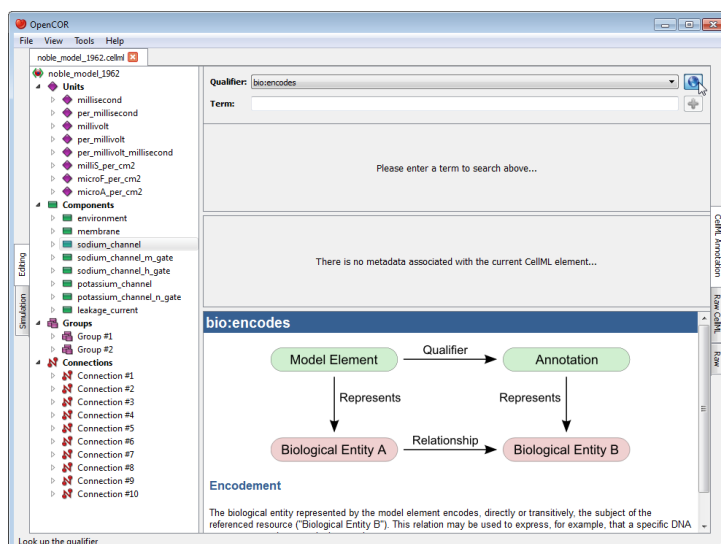 OpenCOR
File View Tools Help
noble_model_1962.cellml
noble_model_1962
Units
millisecond
per_millisecond
millivolt
per_millivolt
per_millivolt_millisecond
milliS_per_cm2
microF_per_cm2
microA_per_cm2
Components
environment
membrane
sodium_channel
sodium_channel_m_gate
sodium_channel_h_gate
potassium_channel
potassium_channel_n_gate
leakage_current
Groups
Group #1
Group #2
Connections
Connection #1
Connection #2
Connection #3
Connection #4
Connection #5
Connection #6
Connection #7
Connection #8
Connection #9
Connection #10
Editing
Simulation
Qualifier: bio:encodes
Term:
Please enter a term to search above...
There is no metadata associated with the current CellML element...
bio:encodes
Model Element
Qualifier
Annotation
Represents
Represents
Biological Entity A
Relationship
Biological Entity B
Encodement
The biological entity represented by the model element encodes, directly or transitively, the subject of the
referenced resource ("Biological Entity B"). This relation may be used to express, for example, that a specific DNA
CellML Annotation
Raw CellML
Raw
Look up the qualifier